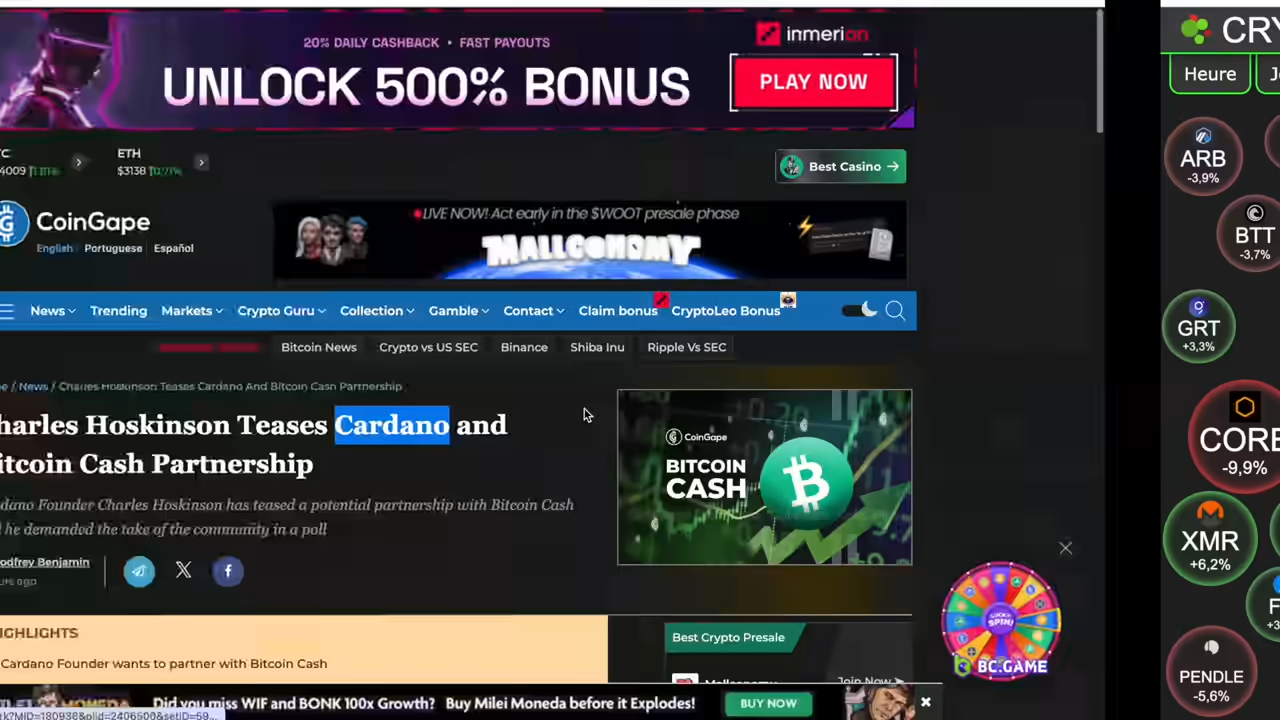 20% DAILY CASHBACK • FAST PAYOUTS
UNLOCK 500% BONUS
inmerion
PLAY NOW
CRY
Heure
ETH
$3138
Best Casino →
CoinGape
English Portuguese Español
LIVE NOW! Act early in the $WOOT presale phase
MALLCONOMY
News Trending Markets Crypto Guru Collection Gamble Contact Claim bonus CryptoLeo Bonus
Bitcoin News Crypto vs US SEC Binance Shiba Inu Ripple Vs SEC
/ News / Charles Hoskinson Teases Cardano And Bitcoin Cash Partnership
harles Hoskinson Teases Cardano and
itcoin Cash Partnership
dano Founder Charles Hoskinson has teased a potential partnership with Bitcoin Cash
he demanded the take of the community in a poll
odfrey Benjamin
CoinGape
BITCOIN
CASH
IGHLIGHTS
Cardano Founder wants to partner with Bitcoin Cash
Best Crypto Presale
Join Now
LUCKY
SPIN!
BC.GAME
Did you miss WIF and BONK 100x Growth? Buy Milei Moneda before it Explodes!
BUY NOW
ARB
-3,9%
BTT
-3,7%
GRT
+3,3%
CORE
-9,9%
XMR
+6,2%
F
+3
PENDLE
-5,6%